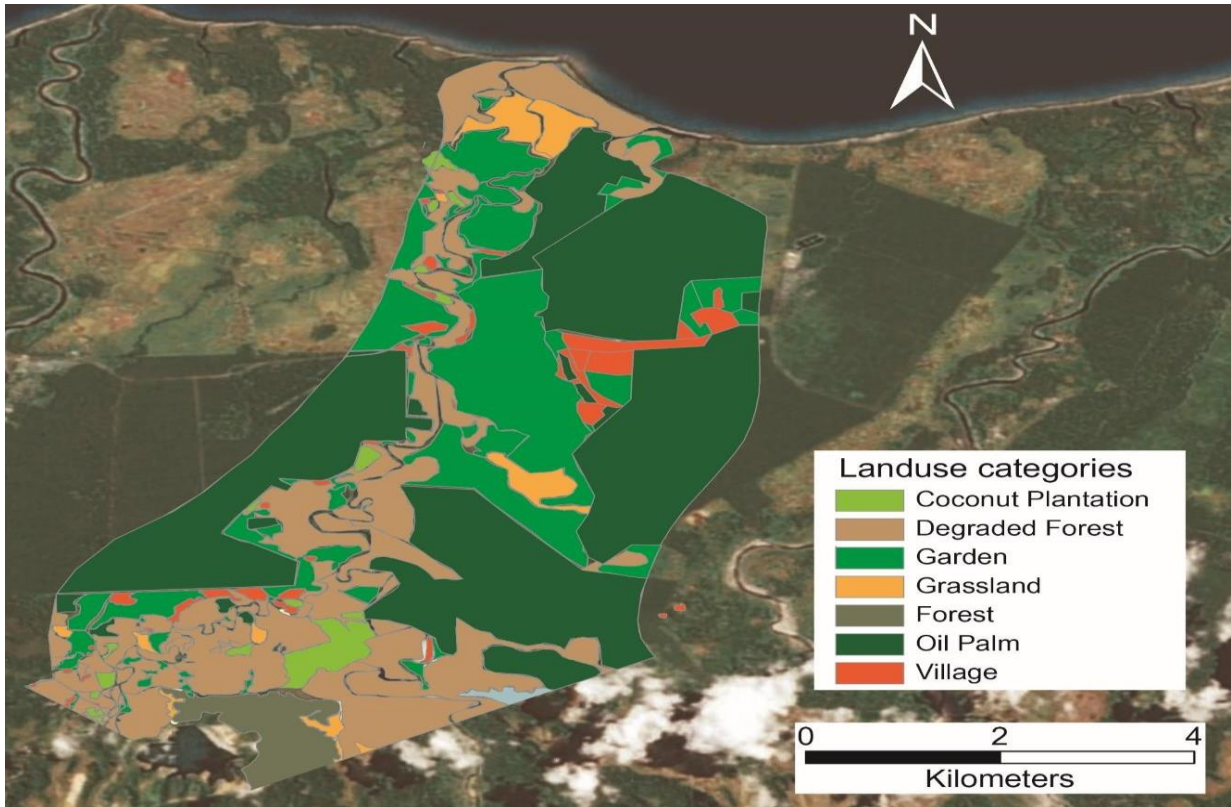 N
Landuse categories
Coconut Plantation
Degraded Forest
Garden
Grassland
Forest
Oil Palm
Village
0 2 4
Kilometers